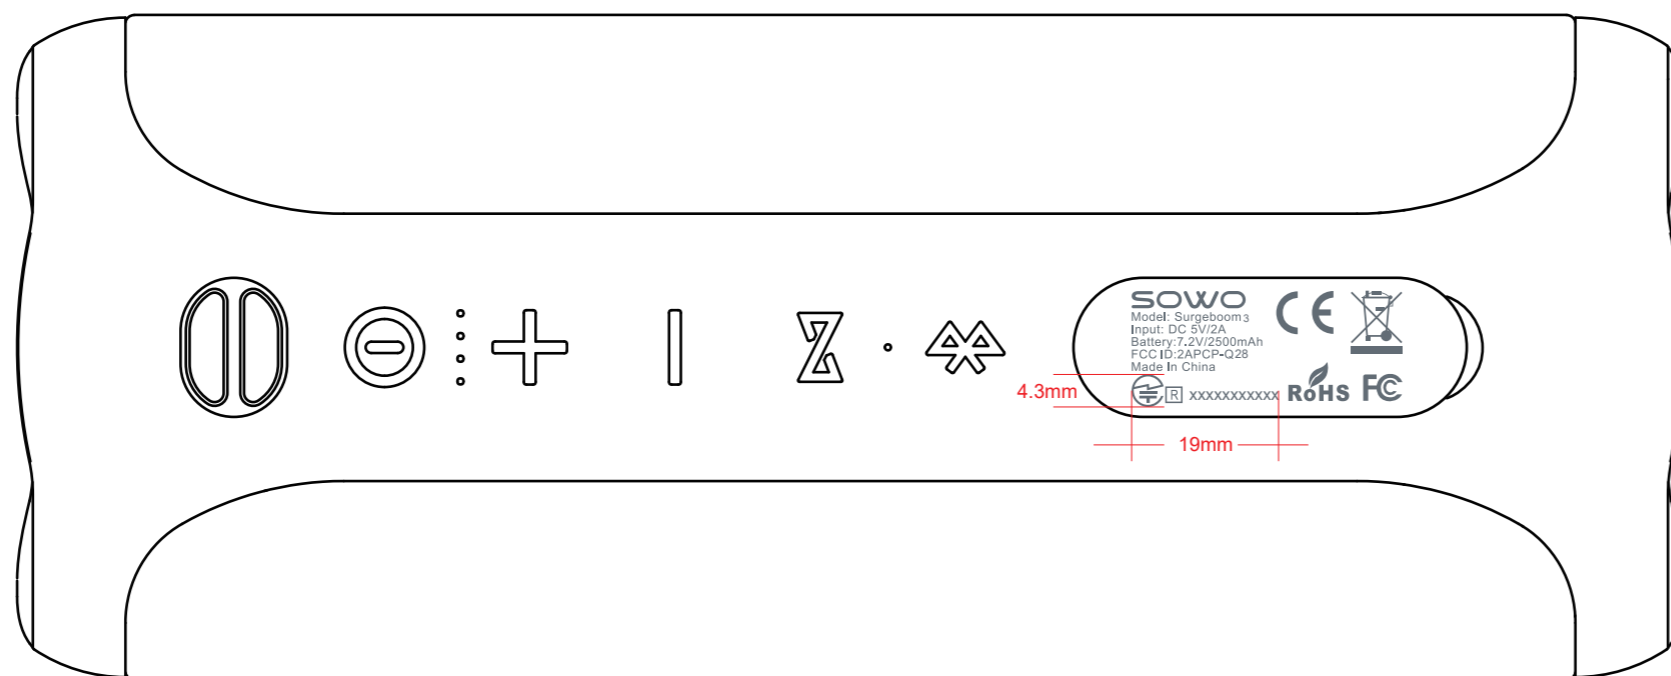 SOWO
Model: Surgeboom3
Input: DC 5V/2A
Battery:7.2V/2500mAh
FCC ID:2APCP-Q28
Made In China
R xxxxxxxxxxx
CE
RoHS
FCC
4.3mm
19mm